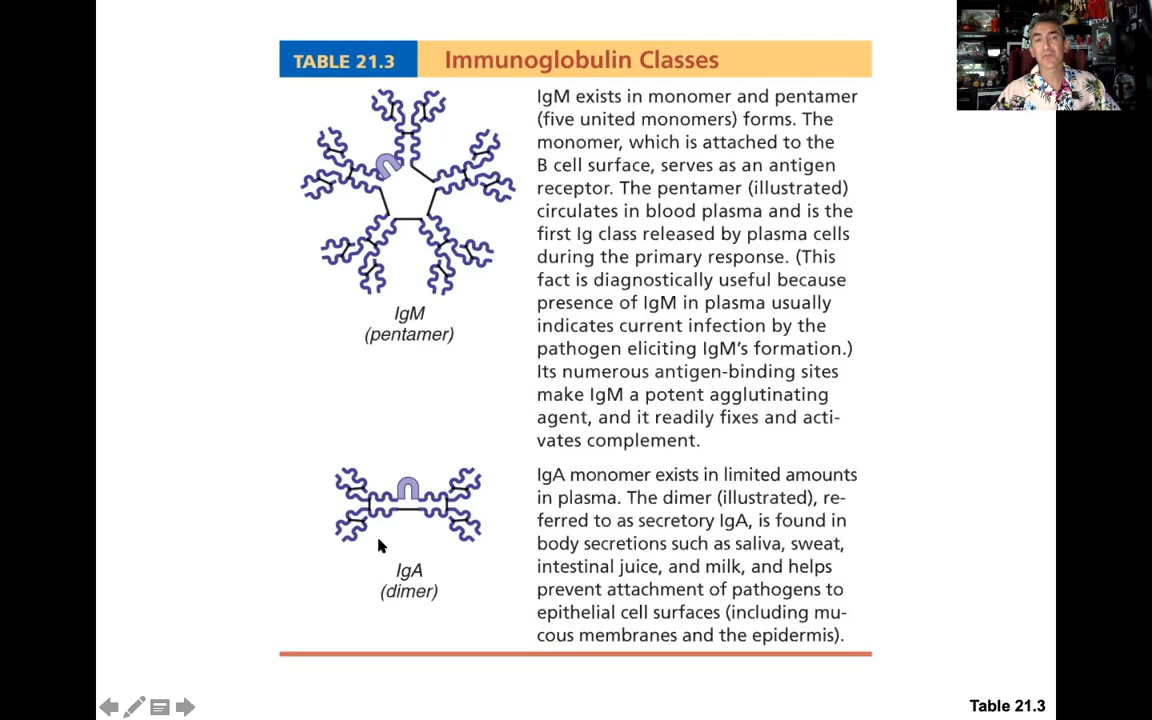 TABLE 21.3
Immunoglobulin Classes
IgM exists in monomer and pentamer
(five united monomers) forms. The
monomer, which is attached to the
B cell surface, serves as an antigen
receptor. The pentamer (illustrated)
circulates in blood plasma and is the
first Ig class released by plasma cells
during the primary response. (This
fact is diagnostically useful because
presence of IgM in plasma usually
indicates current infection by the
pathogen eliciting IgM's formation.)
Its numerous antigen-binding sites
make IgM a potent agglutinating
agent, and it readily fixes and acti-
vates complement.
IgM
(pentamer)
IgA monomer exists in limited amounts
in plasma. The dimer (illustrated), re-
ferred to as secretory IgA, is found in
body secretions such as saliva, sweat,
intestinal juice, and milk, and helps
prevent attachment of pathogens to
epithelial cell surfaces (including mu-
cous membranes and the epidermis).
IgA
(dimer)
Table 21.3